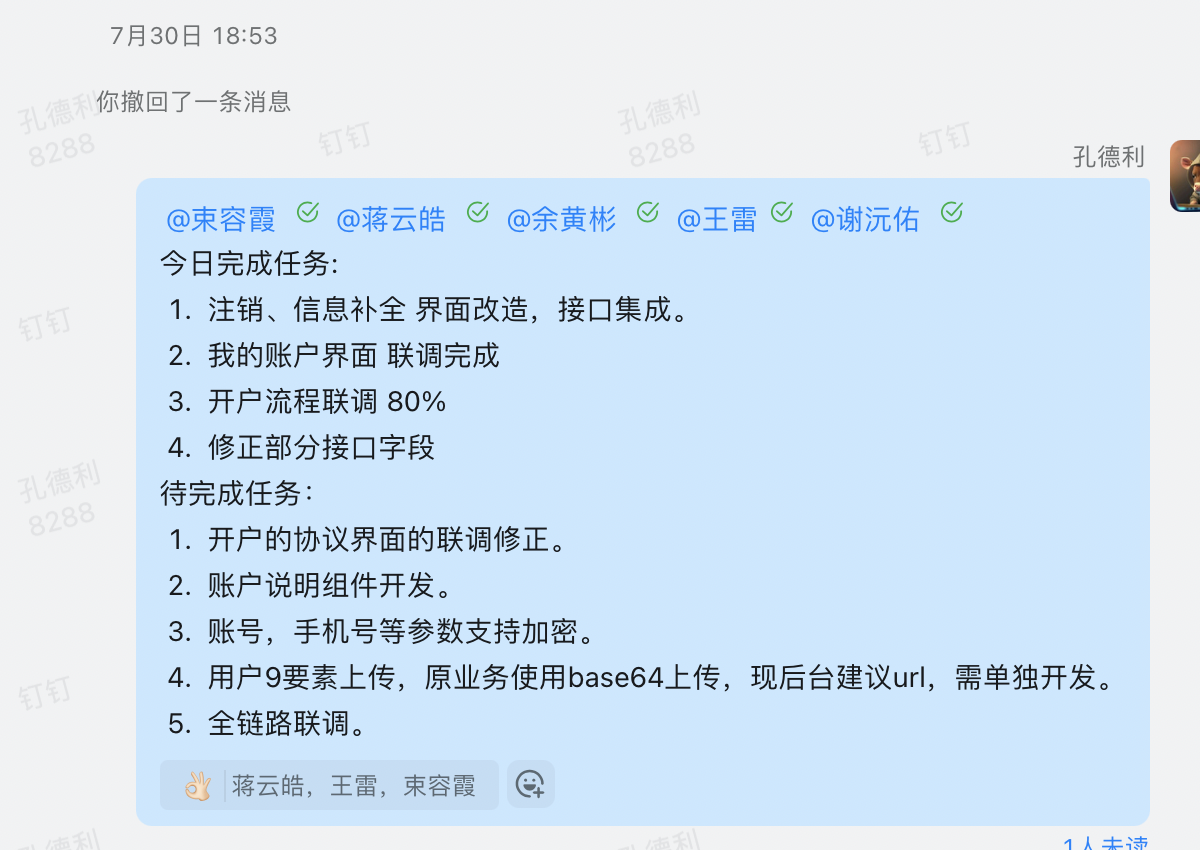 7月30日 18:53
你撤回了一条消息
孔德利
@束容霞 @蒋云皓 @余黄彬 @王雷 @谢沅佑
今日完成任务:
1. 注销、信息补全 界面改造，接口集成。
2. 我的账户界面 联调完成
3. 开户流程联调 80%
4. 修正部分接口字段
待完成任务：
1. 开户的协议界面的联调修正。
2. 账户说明组件开发。
3. 账号，手机号等参数支持加密。
4. 用户9要素上传，原业务使用base64上传，现后台建议url，需单独开发。
5. 全链路联调。
蒋云皓，王雷，束容霞
1人未读
孔德利
8288
钉钉
孔德利
8288
钉钉
钉钉
孔德利
8288
钉钉
孔德利
孔德利